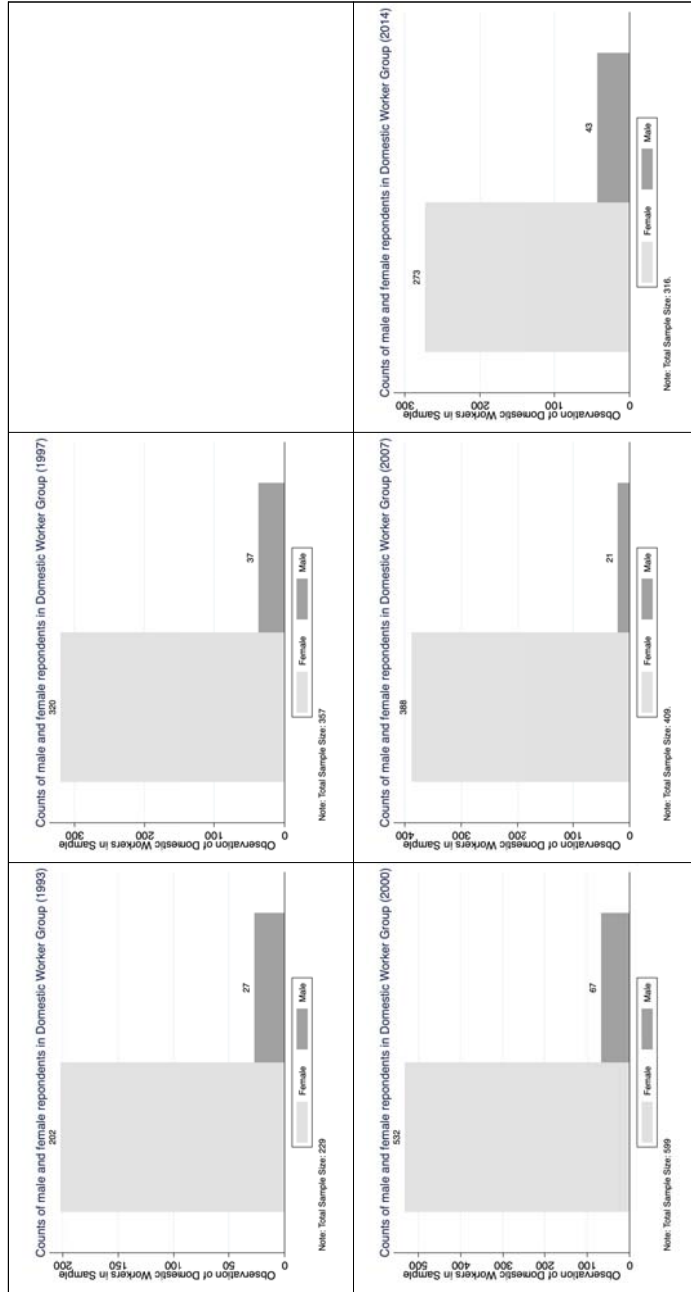 Counts of male and female repondents in Domestic Worker Group (1993)
Observation of Domestic Workers in Sample
0
50
100
150
200
202
27
Female
Male
Note: Total Sample Size: 229
Counts of male and female repondents in Domestic Worker Group (1997)
Observation of Domestic Workers in Sample
0
100
200
300
320
37
Female
Male
Note: Total Sample Size: 357
Counts of male and female repondents in Domestic Worker Group (2000)
Observation of Domestic Workers in Sample
0
100
200
300
400
500
532
67
Female
Male
Note: Total Sample Size: 599
Counts of male and female repondents in Domestic Worker Group (2007)
Observation of Domestic Workers in Sample
0
100
200
300
400
388
21
Female
Male
Note: Total Sample Size: 409.
Counts of male and female repondents in Domestic Worker Group (2014)
Observation of Domestic Workers in Sample
0
100
200
300
273
43
Female
Male
Note: Total Sample Size: 316.